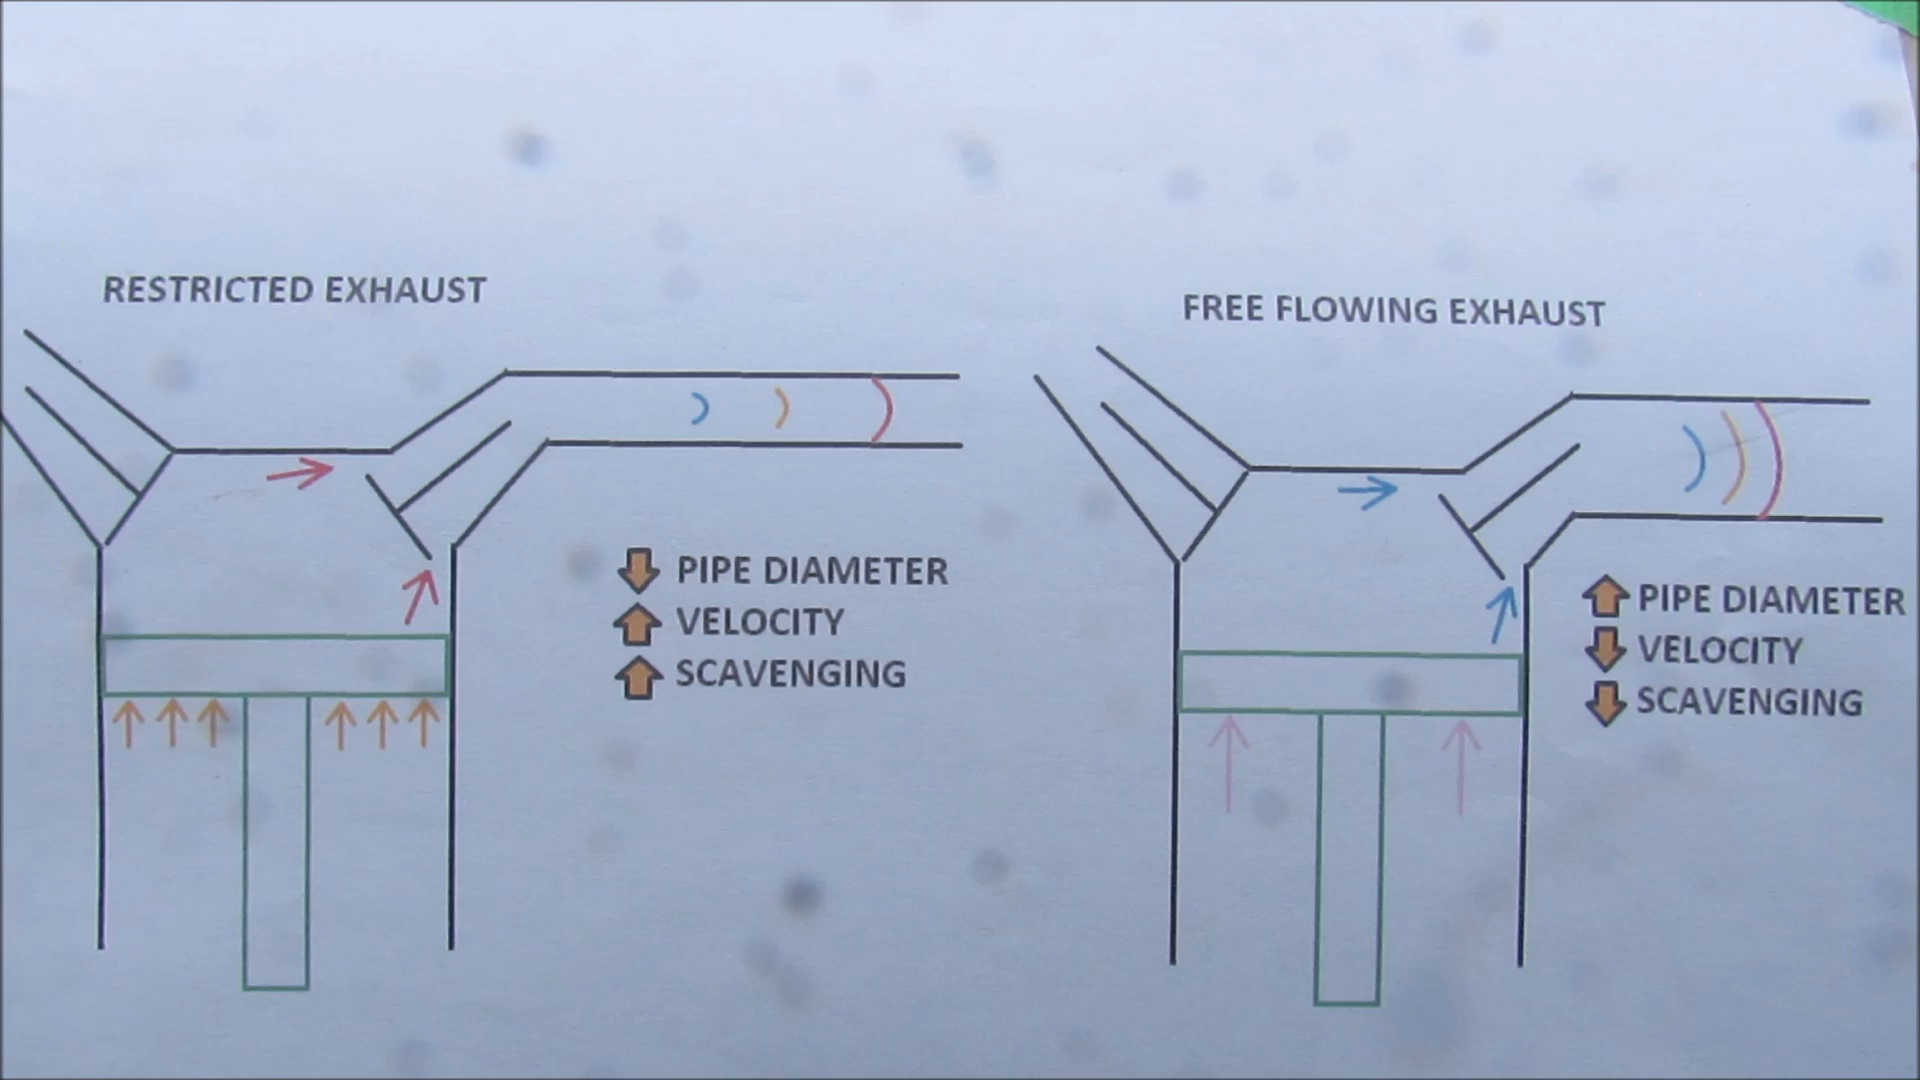 RESTRICTED EXHAUST
PIPE DIAMETER
VELOCITY
SCAVENGING
FREE FLOWING EXHAUST
PIPE DIAMETER
VELOCITY
SCAVENGING